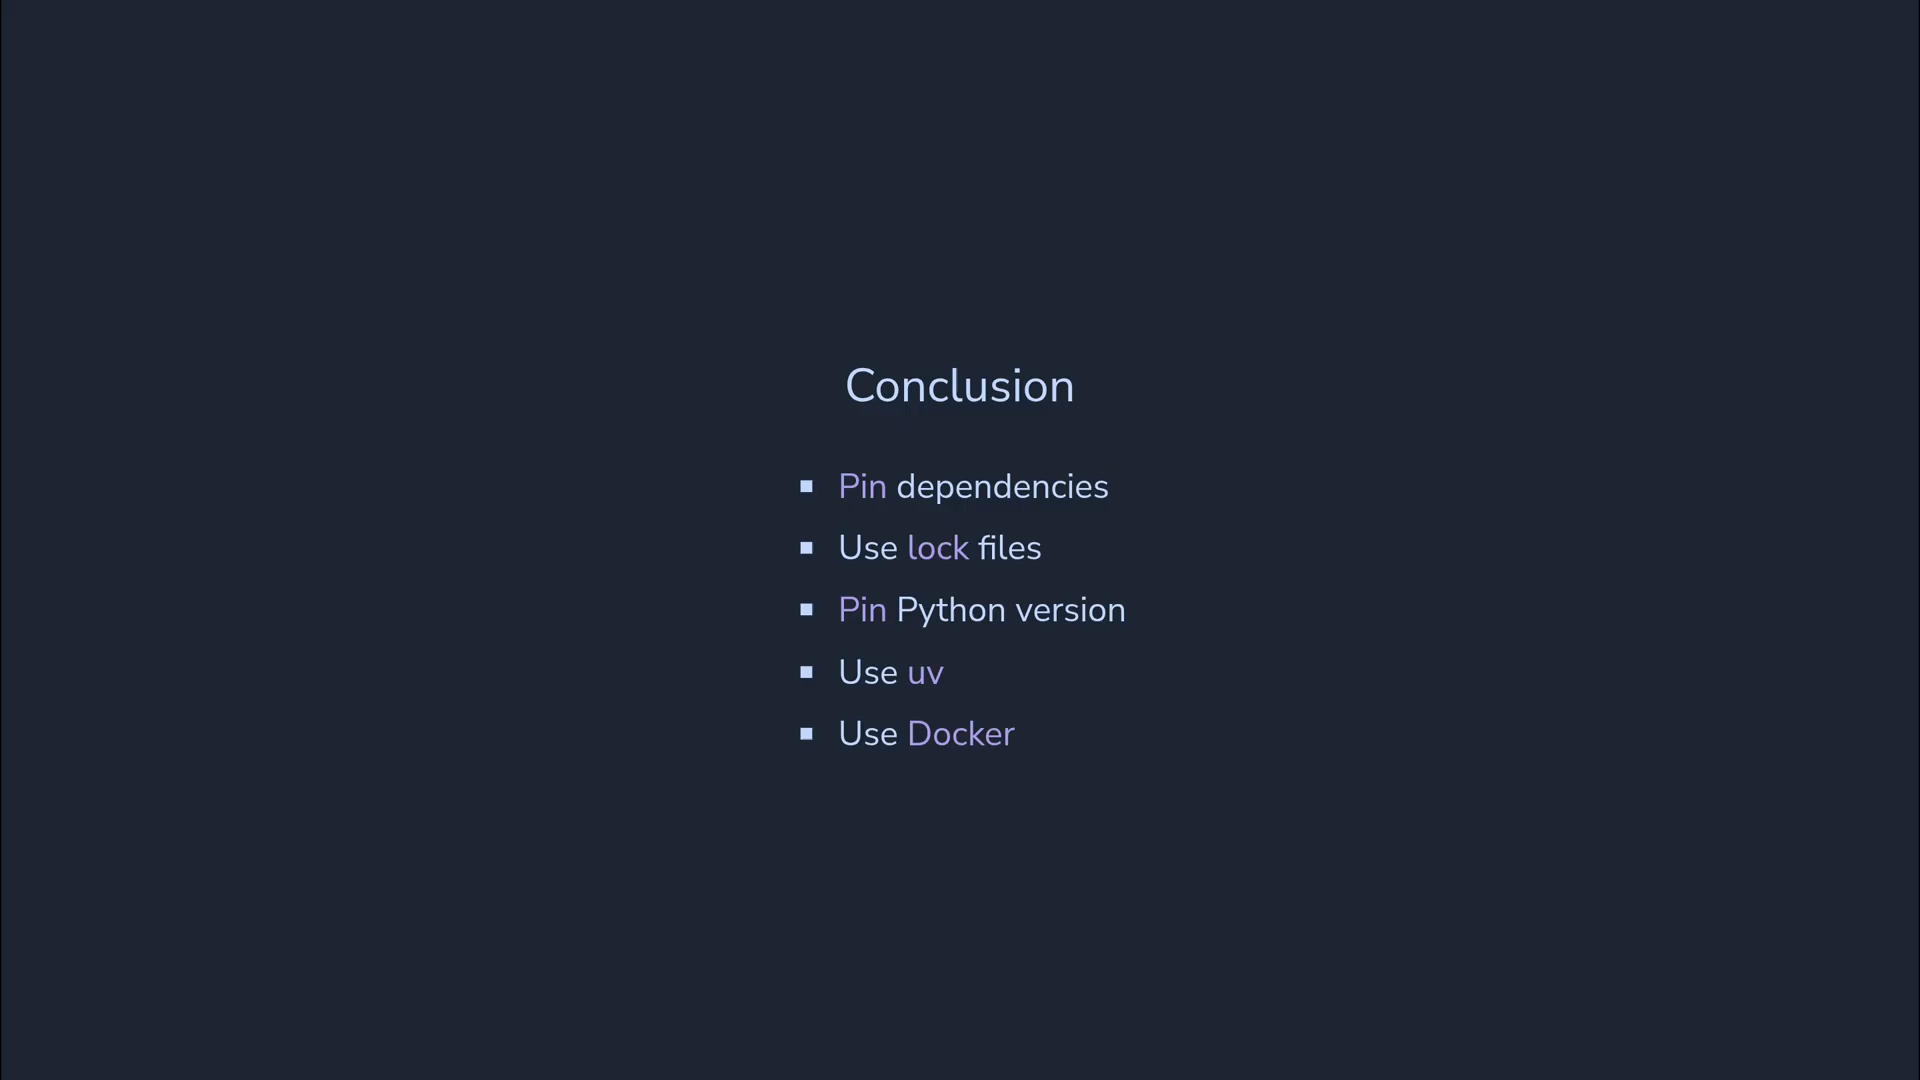 Conclusion
▪ Pin dependencies
▪ Use lock files
▪ Pin Python version
▪ Use uv
▪ Use Docker